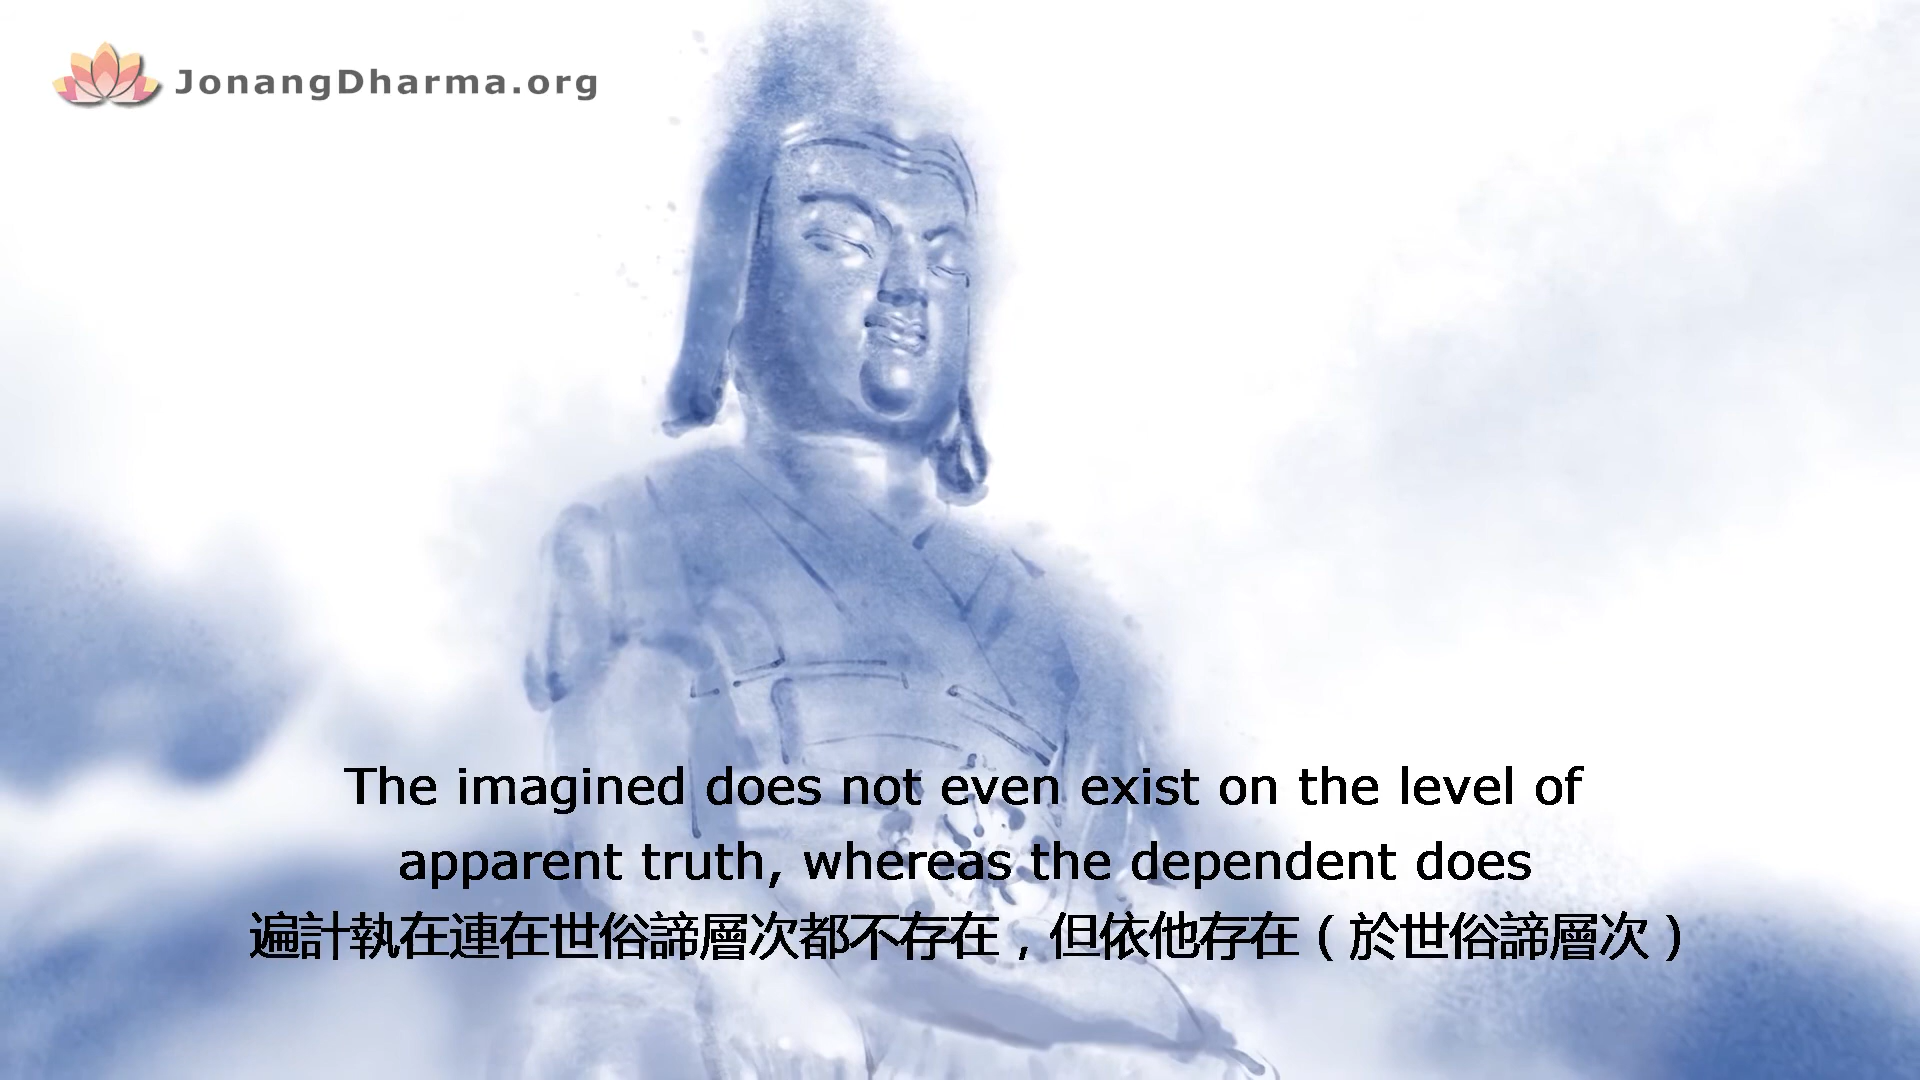 JonangDharma.org
The imagined does not even exist on the level of
apparent truth, whereas the dependent does
遍計執在連在世俗諦層次都不存在，但依他存在（於世俗諦層次）